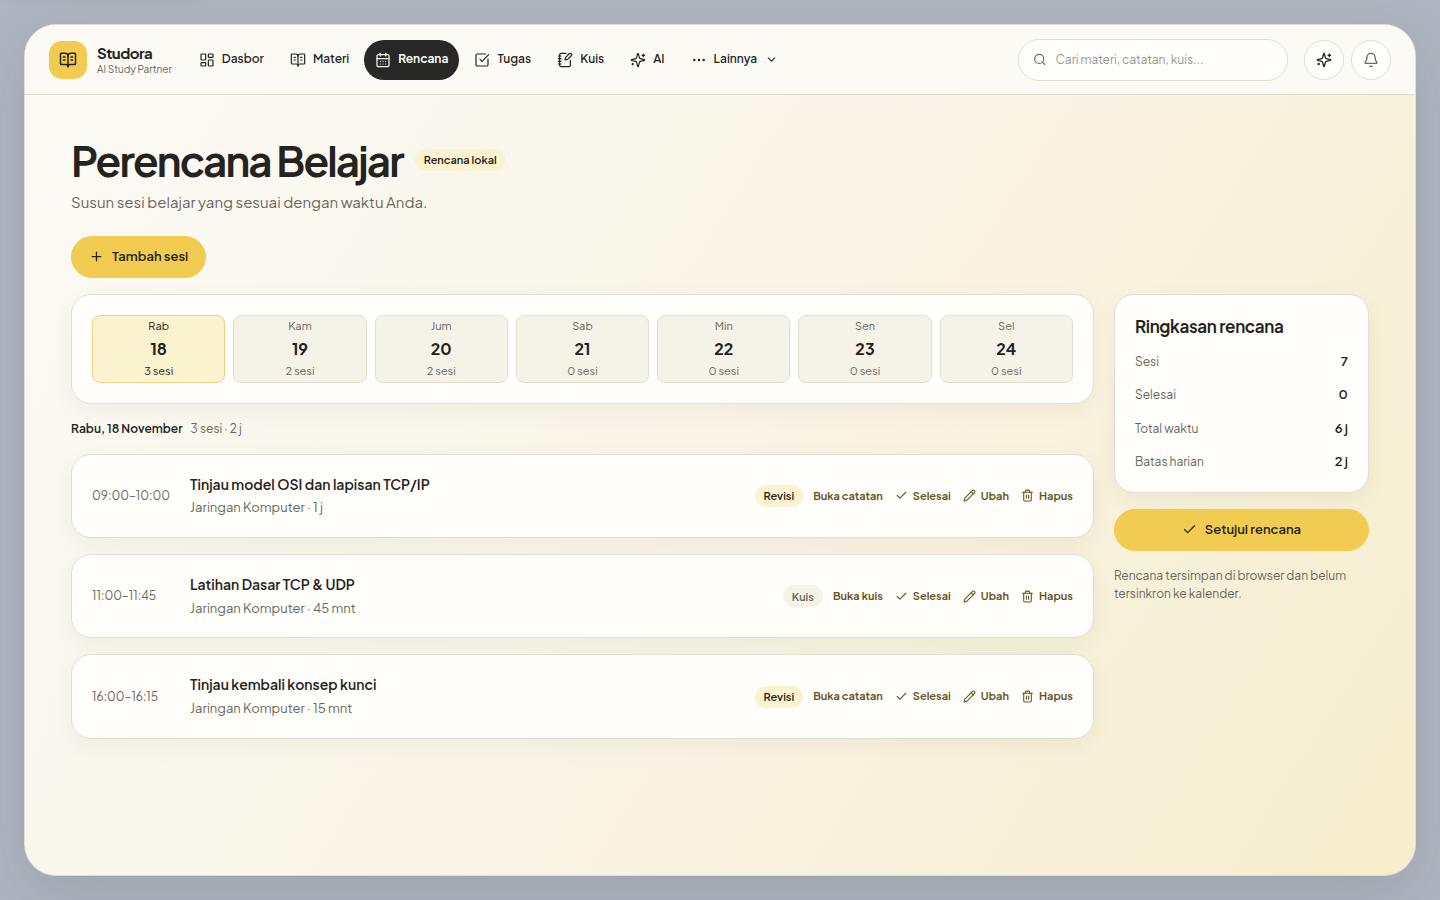 Studora
AI Study Partner
Dasbor
Materi
Rencana
Tugas
Kuis
AI
Lainnya
Cari materi, catatan, kuis...
Perencana Belajar
Rencana lokal
Susun sesi belajar yang sesuai dengan waktu Anda.
Tambah sesi
Rab
18
3 sesi
Kam
19
2 sesi
Jum
20
2 sesi
Sab
21
0 sesi
Min
22
0 sesi
Sen
23
0 sesi
Sel
24
0 sesi
Rabu, 18 November 3 sesi · 2 j
09:00–10:00
Tinjau model OSI dan lapisan TCP/IP
Jaringan Komputer · 1 j
Revisi
Buka catatan
Selesai
Ubah
Hapus
11:00–11:45
Latihan Dasar TCP & UDP
Jaringan Komputer · 45 mnt
Kuis
Buka kuis
Selesai
Ubah
Hapus
16:00–16:15
Tinjau kembali konsep kunci
Jaringan Komputer · 15 mnt
Revisi
Buka catatan
Selesai
Ubah
Hapus
Ringkasan rencana
Sesi 7
Selesai 0
Total waktu 6 j
Batas harian 2 j
Setujui rencana
Rencana tersimpan di browser dan belum
tersinkron ke kalender.